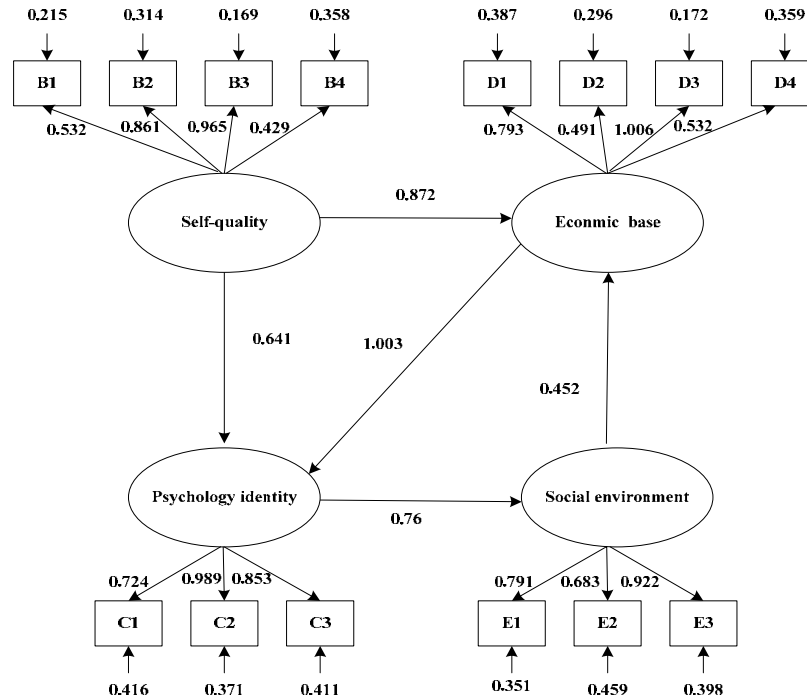 0.215 0.314 0.169 0.358 0.387 0.296 0.172 0.359
B1 B2 B3 B4 D1 D2 D3 D4
0.532 0.861 0.965 0.429 0.793 0.491 1.006 0.532
0.872
Self-quality Econmic base
0.641 1.003
0.452
Psychology identity Social environment
0.76
0.724 0.989 0.853 0.791 0.683 0.922
C1 C2 C3 E1 E2 E3
0.416 0.371 0.411 0.351 0.459 0.398